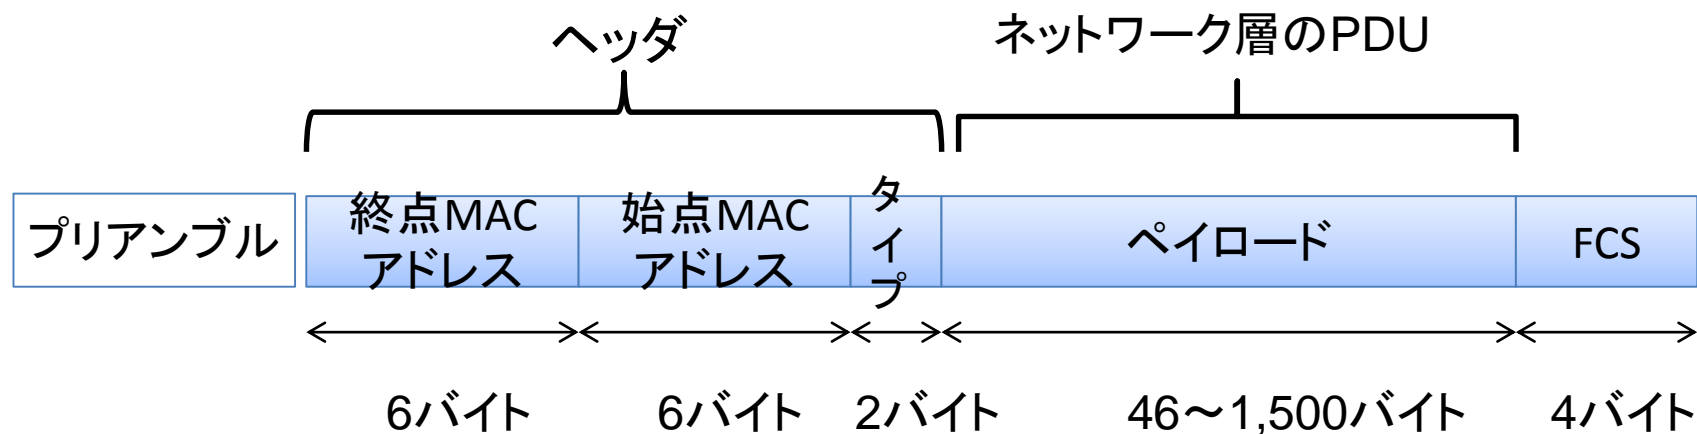 ヘッダ
ネットワーク層のPDU
プリアンブル
終点MAC
アドレス
始点MAC
アドレス
タイプ
ペイロード
FCS
6バイト
6バイト
2バイト
46～1,500バイト
4バイト